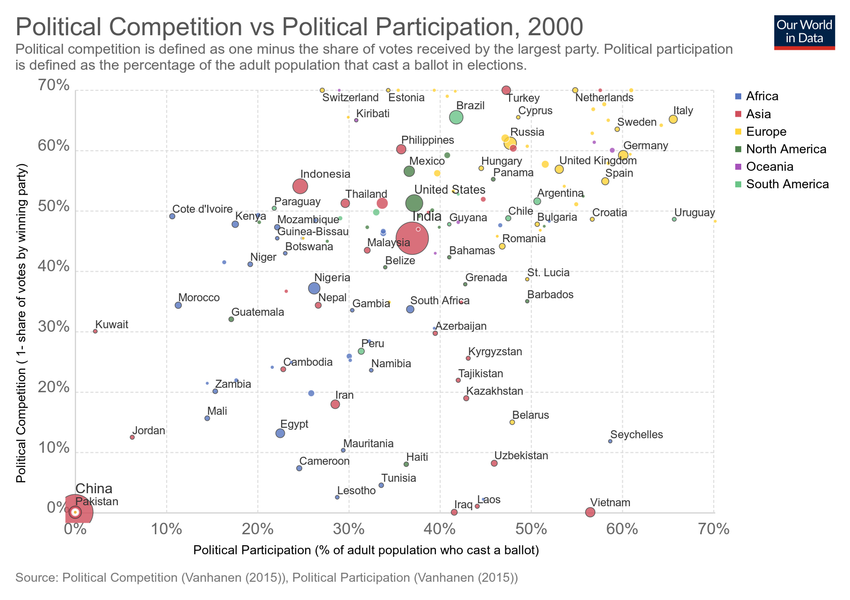 Political Competition vs Political Participation, 2000
Our World
in Data
Political competition is defined as one minus the share of votes received by the largest party. Political participation
is defined as the percentage of the adult population that cast a ballot in elections.
Political Competition ( 1- share of votes by winning party)
70%
60%
50%
40%
30%
20%
10%
0%
Switzerland
Estonia
Turkey
Netherlands
Kiribati
Brazil
Cyprus
Italy
Sweden
Russia
Philippines
Germany
Mexico
Hungary
United Kingdom
Panama
Spain
Indonesia
Thailand
United States
Argentina
Paraguay
Cote d'Ivoire
Kenya
Mozambique
Guinea-Bissau
India
Guyana
Chile
Bulgaria
Croatia
Uruguay
Botswana
Malaysia
Romania
Niger
Belize
Bahamas
Nigeria
Grenada
St. Lucia
Morocco
Nepal
Gambia
South Africa
Barbados
Guatemala
Kuwait
Azerbaijan
Peru
Kyrgyzstan
Cambodia
Namibia
Tajikistan
Zambia
Iran
Kazakhstan
Mali
Egypt
Belarus
Jordan
Mauritania
Seychelles
Cameroon
Haiti
Uzbekistan
Tunisia
Lesotho
China
Pakistan
Iraq
Laos
Vietnam
0%
10%
20%
30%
40%
50%
60%
70%
Political Participation (% of adult population who cast a ballot)
Africa
Asia
Europe
North America
Oceania
South America
Source: Political Competition (Vanhanen (2015)), Political Participation (Vanhanen (2015))